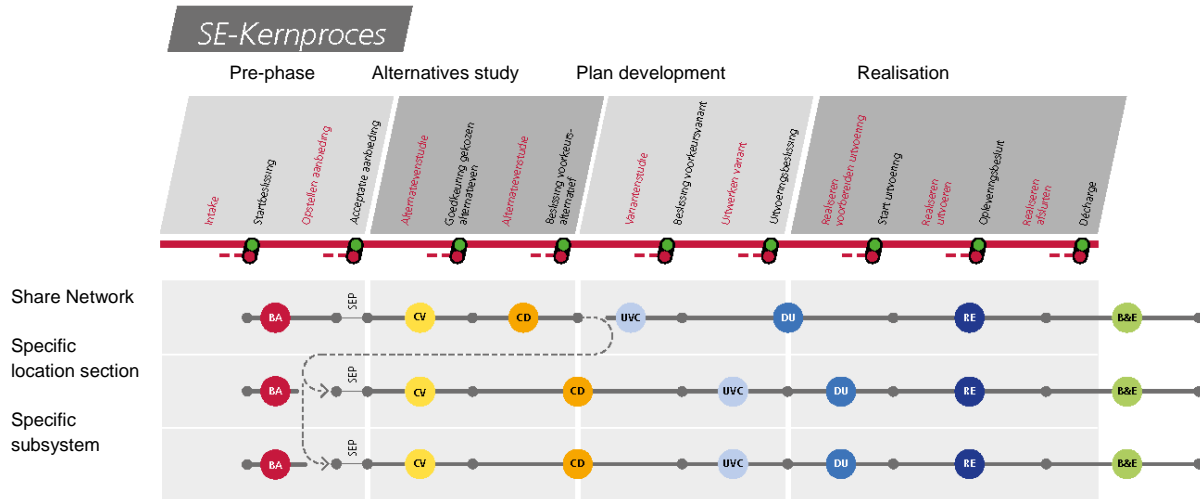 SE-Kernproces
Pre-phase
Alternatives study
Plan development
Realisation
Intake
Startbeslissing
Opstellen aanbieding
Acceptatie aanbieding
Alternatievenstudie
Goedkeuring gekozen
alternatieven
Alternatievenstudie
Beslissing voorkeurs-
alternatief
Variantenstudie
Beslissing voorkeursvariant
Uitwerken variant
Uitvoeringsbeslissing
Realiseren
voorbereiden uitvoering
Start uitvoering
Realiseren
uitvoeren
Opleveringsbesluit
Realiseren
afsluiten
Décharge
Share Network
BA
SEP
CV
CD
UVC
DU
RE
B&E
Specific
location section
BA
SEP
CV
CD
UVC
DU
RE
B&E
Specific
subsystem
BA
SEP
CV
CD
UVC
DU
RE
B&E